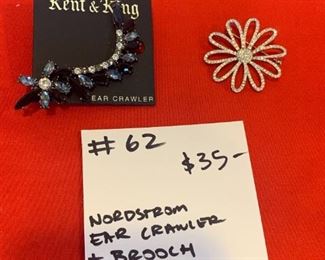 Kent & King
EAR CRAWLER
# 62
$35-
NORDSTROM
EAR CRAWLER
+ BROOCH